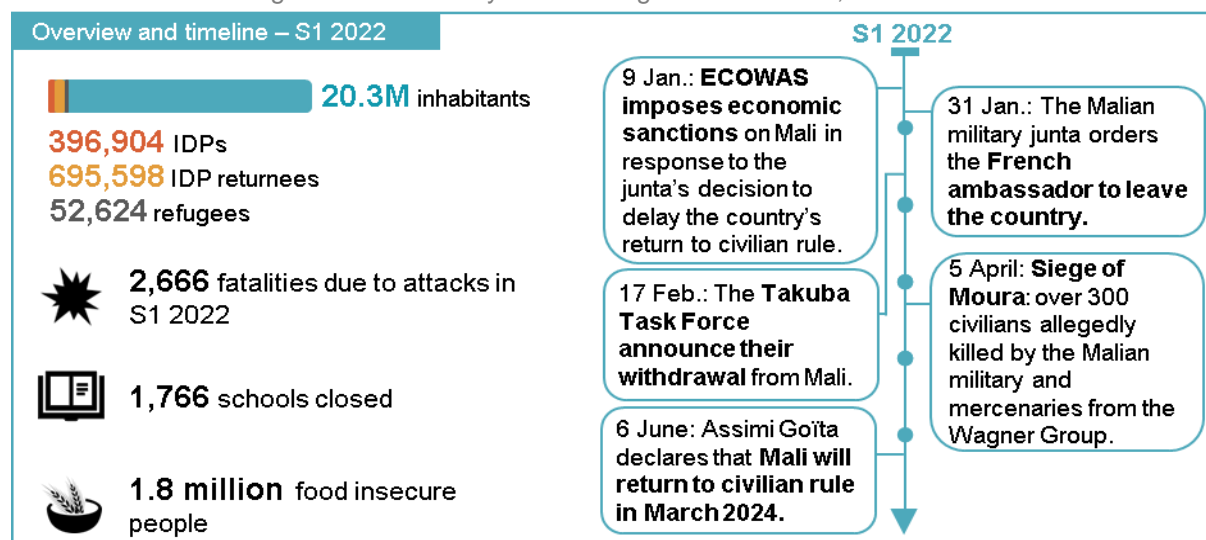 Overview and timeline – S1 2022
20.3M inhabitants
396,904 IDPs
695,598 IDP returnees
52,624 refugees
2,666 fatalities due to attacks in
S1 2022
1,766 schools closed
1.8 million food insecure
people
S1 2022
9 Jan.: ECOWAS
imposes economic
sanctions on Mali in
response to the
junta's decision to
delay the country's
return to civilian rule.
31 Jan.: The Malian
military junta orders
the French
ambassador to leave
the country.
17 Feb.: The Takuba
Task Force
announce their
withdrawal from Mali.
5 April: Siege of
Moura: over 300
civilians allegedly
killed by the Malian
military and
mercenaries from the
Wagner Group.
6 June: Assimi Goïta
declares that Mali will
return to civilian rule
in March 2024.